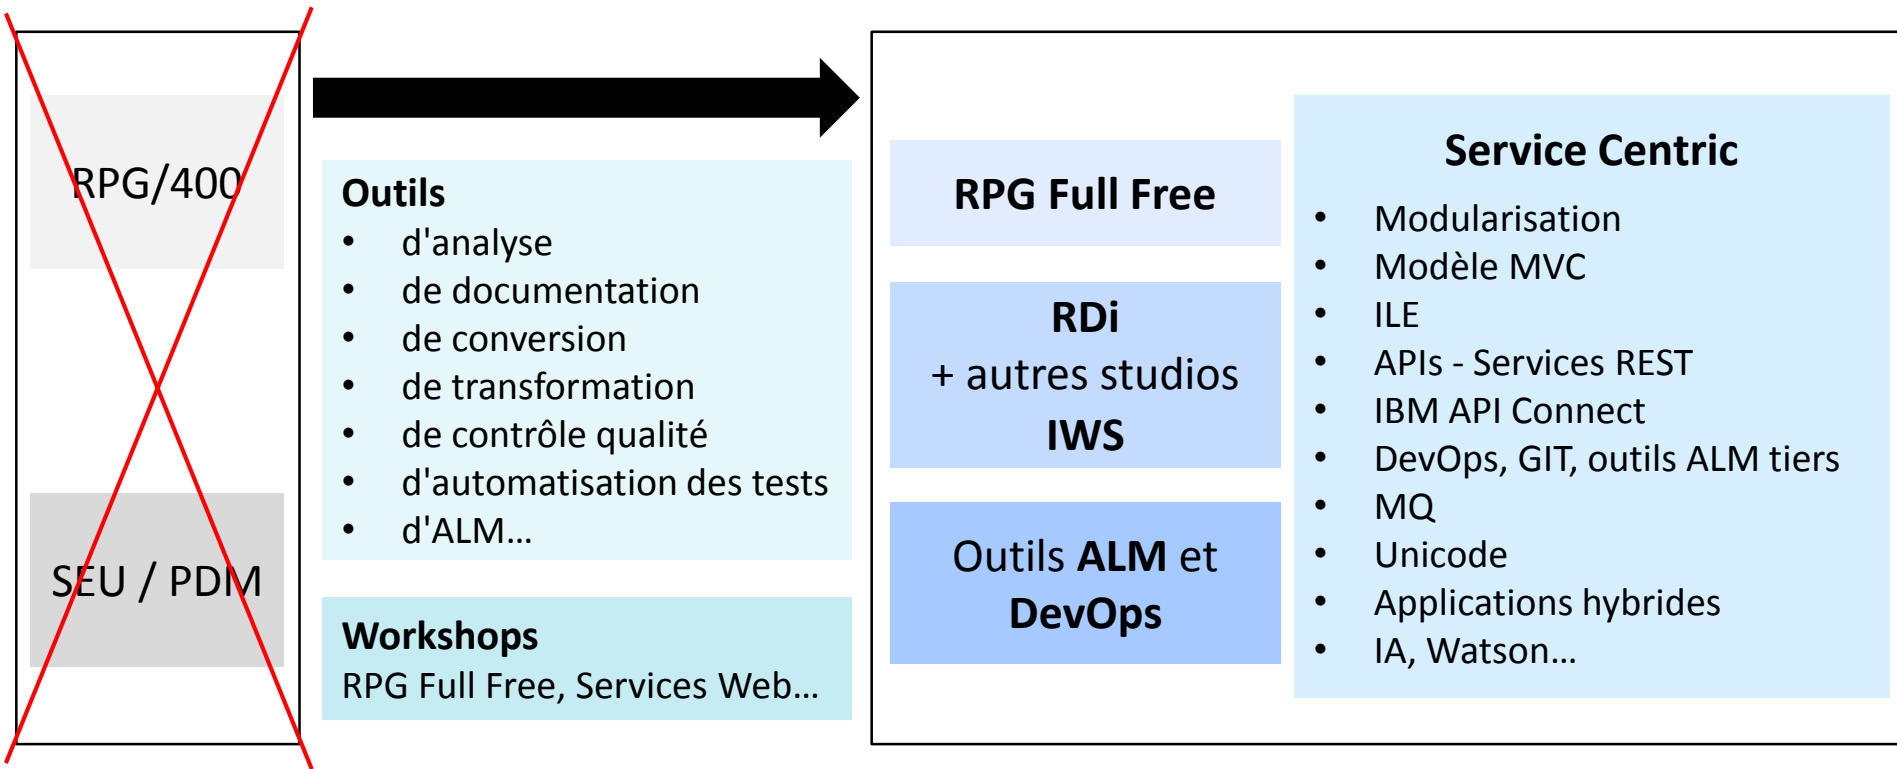 RPG/400
SEU / PDM
Outils
• d'analyse
• de documentation
• de conversion
• de transformation
• de contrôle qualité
• d'automatisation des tests
• d'ALM...
Workshops
RPG Full Free, Services Web...
RPG Full Free
RDi
+ autres studios
IWS
Outils ALM et
DevOps
Service Centric
• Modularisation
• Modèle MVC
• ILE
• APIs - Services REST
• IBM API Connect
• DevOps, GIT, outils ALM tiers
• MQ
• Unicode
• Applications hybrides
• IA, Watson...